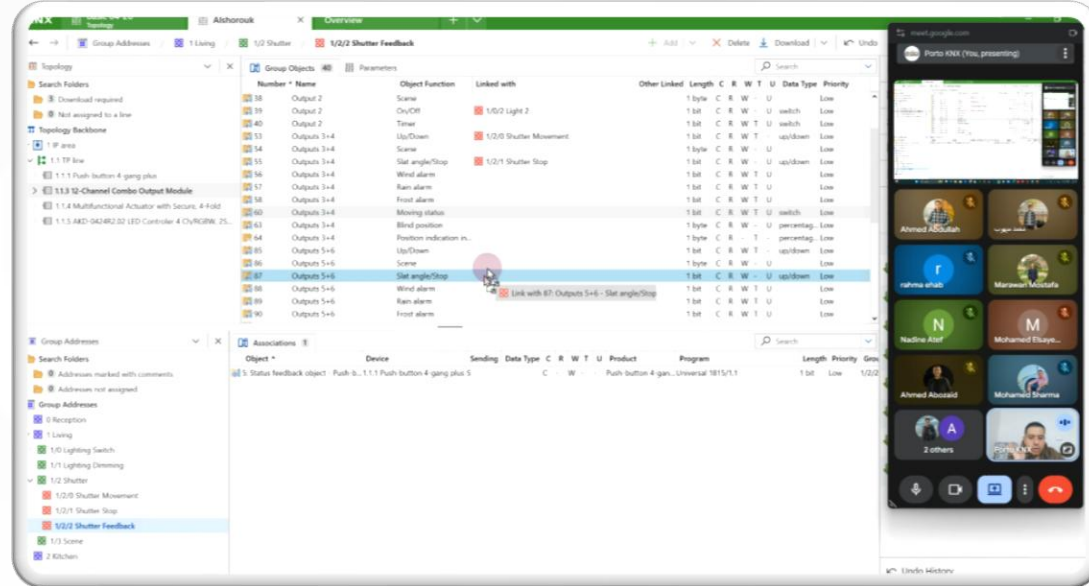 KNX
Topology
Alshorouk
Overview
Group Addresses
1 Living
1/2 Shutter
1/2/2 Shutter Feedback
Add
Delete
Download
Undo
Topology
Search Folders
Download required
Not assigned to a line
Topology Backbone
1 IP area
1.1 TP line
1.1.1 Push-button 4-gang plus
1.1.3 12-Channel Combo Output Module
1.1.4 Multifunctional Actuator with Secure, 4-Fold
1.1.5 AKD-0424R2.02 LED Controler 4 Ch/RGBW, 2S...
Group Objects 40
Parameters
Search
Number Name Object Function Linked with Other Linked Length C R W T U Data Type Priority
38 Output 2 Scene 1 byte C R W - U Low
39 Output 2 On/Off 1/0/2 Light 2 1 bit C R W - U switch Low
40 Output 2 Timer 1 bit C R W T U switch Low
53 Outputs 3+4 Up/Down 1/2/0 Shutter Movement 1 bit C R W T - up/down Low
54 Outputs 3+4 Scene 1 byte C R W - U Low
55 Outputs 3+4 Slat angle/Stop 1/2/1 Shutter Stop 1 bit C R W - U up/down Low
56 Outputs 3+4 Wind alarm 1 bit C R W T U Low
57 Outputs 3+4 Rain alarm 1 bit C R W T U Low
58 Outputs 3+4 Frost alarm 1 bit C R W T U Low
60 Outputs 3+4 Moving status 1 bit C R W T U switch Low
63 Outputs 3+4 Blind position 1 byte C R W - U percentag... Low
64 Outputs 3+4 Position indication in... 1 byte C R - T - percentag... Low
85 Outputs 5+6 Up/Down 1 bit C R W T U up/down Low
86 Outputs 5+6 Scene 1 byte C R W - U Low
87 Outputs 5+6 Slat angle/Stop 1 bit C R W T U up/down Low
88 Outputs 5+6 Wind alarm 1 bit C R W T U Low
89 Outputs 5+6 Rain alarm 1 bit C R W T U Low
90 Outputs 5+6 Frost alarm 1 bit C R W T U Low
Link with 87: Outputs 5+6 - Slat angle/Stop
Group Addresses
Search Folders
Addresses marked with comments
Addresses not assigned
Group Addresses
0 Reception
1 Living
1/0 Lighting Switch
1/1 Lighting Dimming
1/2 Shutter
1/2/0 Shutter Movement
1/2/1 Shutter Stop
1/2/2 Shutter Feedback
1/3 Scene
2 Kitchen
Associations 1
Search
Object Device Sending Data Type C R W T U Product Program Length Priority Grou
5: Status feedback object - Push-b... 1.1.1 Push-button 4-gang plus S C - W - - Push-button 4-gan... Universal 1815/1.1 1 bit Low 1/2/2
Undo History
meet.google.com
Porto KNX (You, presenting)
Ahmed Abdullah
rahma ehab
Marawan Mostafa
Nadine Atef
Mohamed Elsaye...
Ahmed Abozaid
Mohamed Sharma
2 others
Porto KNX
r
N
M
A